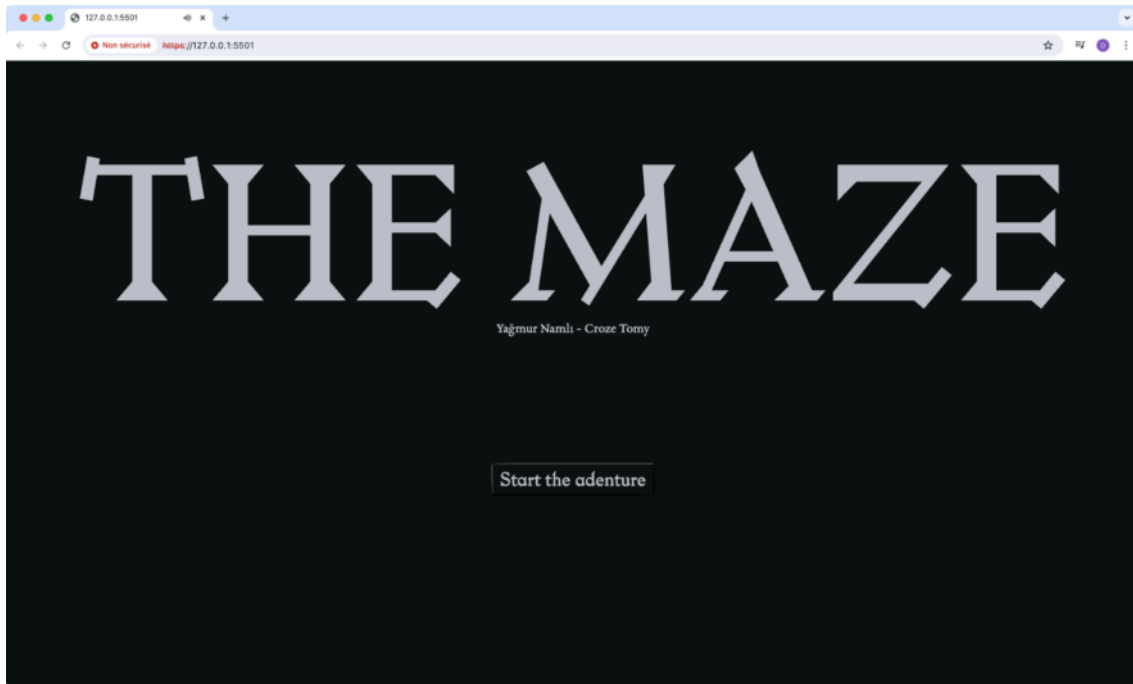 127.0.0.1:5501
Non sécurisé https://127.0.0.1:5501
D
THE MAZE
Yağmur Namlı - Croze Tomy
Start the adenture